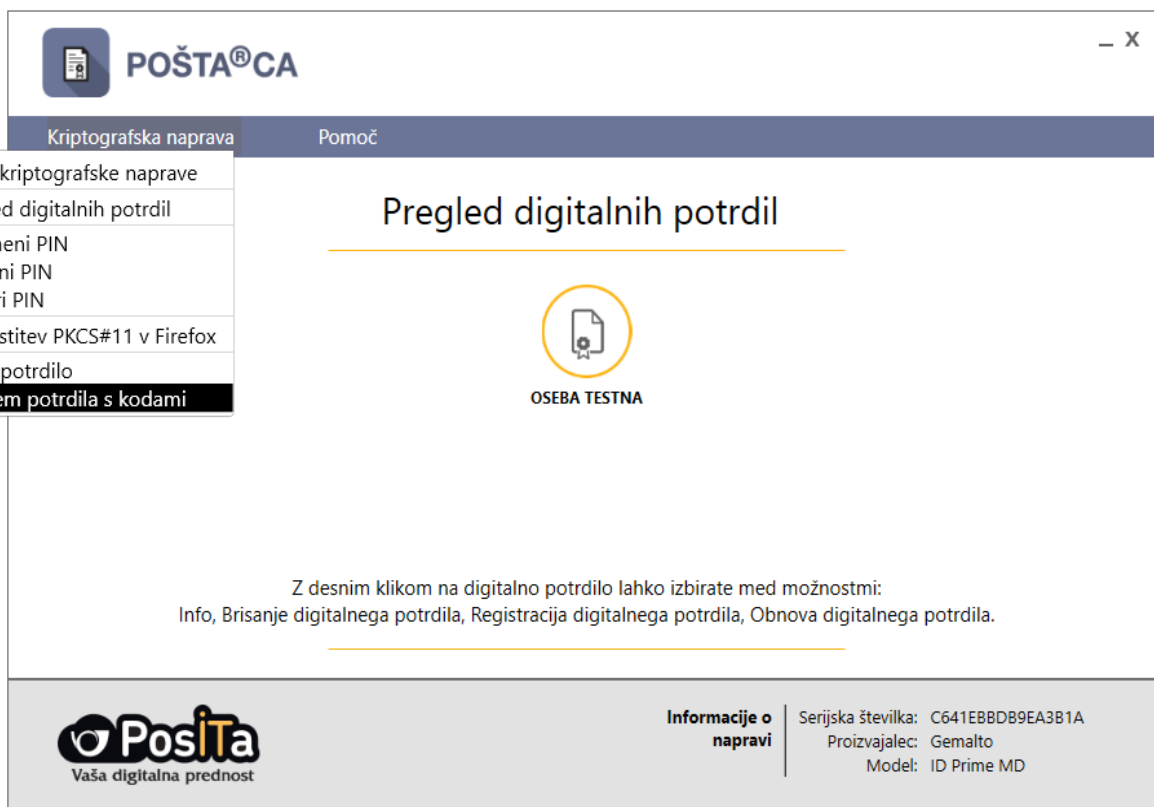 POŠTA®CA
_ X
Kriptografska naprava Pomoč
kriptografske naprave
d digitalnih potrdil
eni PIN
ni PIN
i PIN
stitev PKCS#11 v Firefox
potrdilo
em potrdila s kodami
Pregled digitalnih potrdil
OSEBA TESTNA
Z desnim klikom na digitalno potrdilo lahko izbirate med možnostmi:
Info, Brisanje digitalnega potrdila, Registracija digitalnega potrdila, Obnova digitalnega potrdila.
PosiTa
Vaša digitalna prednost
Informacije o
napravi
Serijska številka: C641EBBDB9EA3B1A
Proizvajalec: Gemalto
Model: ID Prime MD